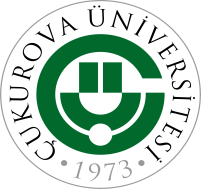 ÇUKUROVA ÜNİVERSİTESİ
• 1973 •